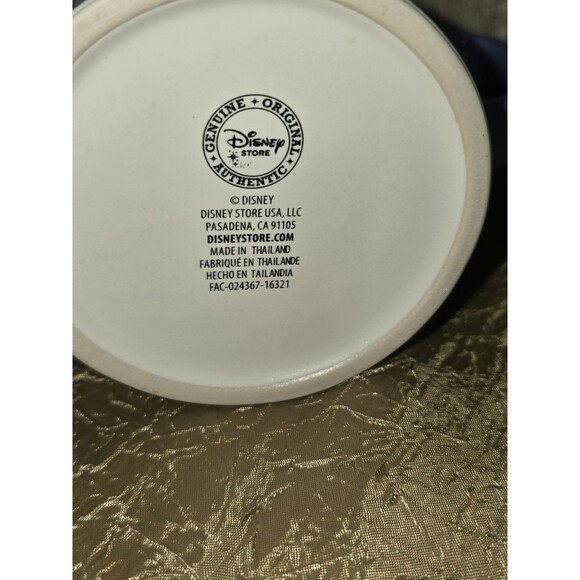 GENUINE ORIGINAL
Disney
STORE
AUTHENTIC
© DISNEY
DISNEY STORE USA, LLC
PASADENA, CA 91105
DISNEYSTORE.COM
MADE IN THAILAND
FABRIQUÉ EN THAILANDE
HECHO EN TAILANDIA
FAC-024367-16321